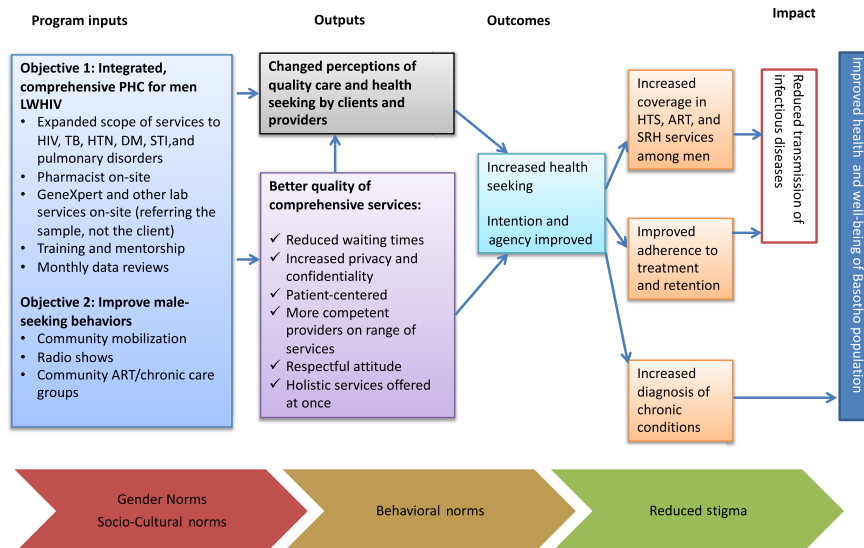 Program inputs
Outputs
Outcomes
Impact
Objective 1: Integrated,
comprehensive PHC for men
LWHIV
• Expanded scope of services to
HIV, TB, HTN, DM, STI,and
pulmonary disorders
• Pharmacist on-site
• GeneXpert and other lab
services on-site (referring the
sample, not the client)
• Training and mentorship
• Monthly data reviews
Objective 2: Improve male-
seeking behaviors
• Community mobilization
• Radio shows
• Community ART/chronic care
groups
Changed perceptions of
quality care and health
seeking by clients and
providers
Better quality of
comprehensive services:
✓ Reduced waiting times
✓ Increased privacy and
confidentiality
✓ Patient-centered
✓ More competent
providers on range of
services
✓ Respectful attitude
✓ Holistic services offered
at once
Increased health
seeking
Intention and
agency improved
Increased
coverage in
HTS, ART, and
SRH services
among men
Improved
adherence to
treatment
and retention
Increased
diagnosis of
chronic
conditions
Reduced transmission of
infectious diseases
Improved health and well-being of Basotho population
Gender Norms
Socio-Cultural norms
Behavioral norms
Reduced stigma